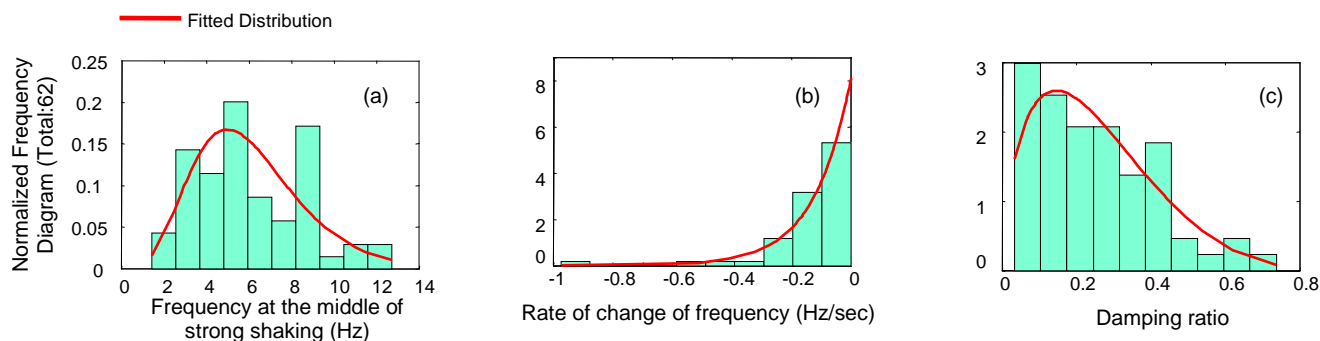 Fitted Distribution
Normalized Frequency
Diagram (Total:62)
0.25
0.2
0.15
0.1
0.05
0
(a)
0 2 4 6 8 10 12 14
Frequency at the middle of
strong shaking (Hz)
8
6
4
2
0
(b)
-1 -0.8 -0.6 -0.4 -0.2 0
Rate of change of frequency (Hz/sec)
3
2
1
0
(c)
0 0.2 0.4 0.6 0.8
Damping ratio